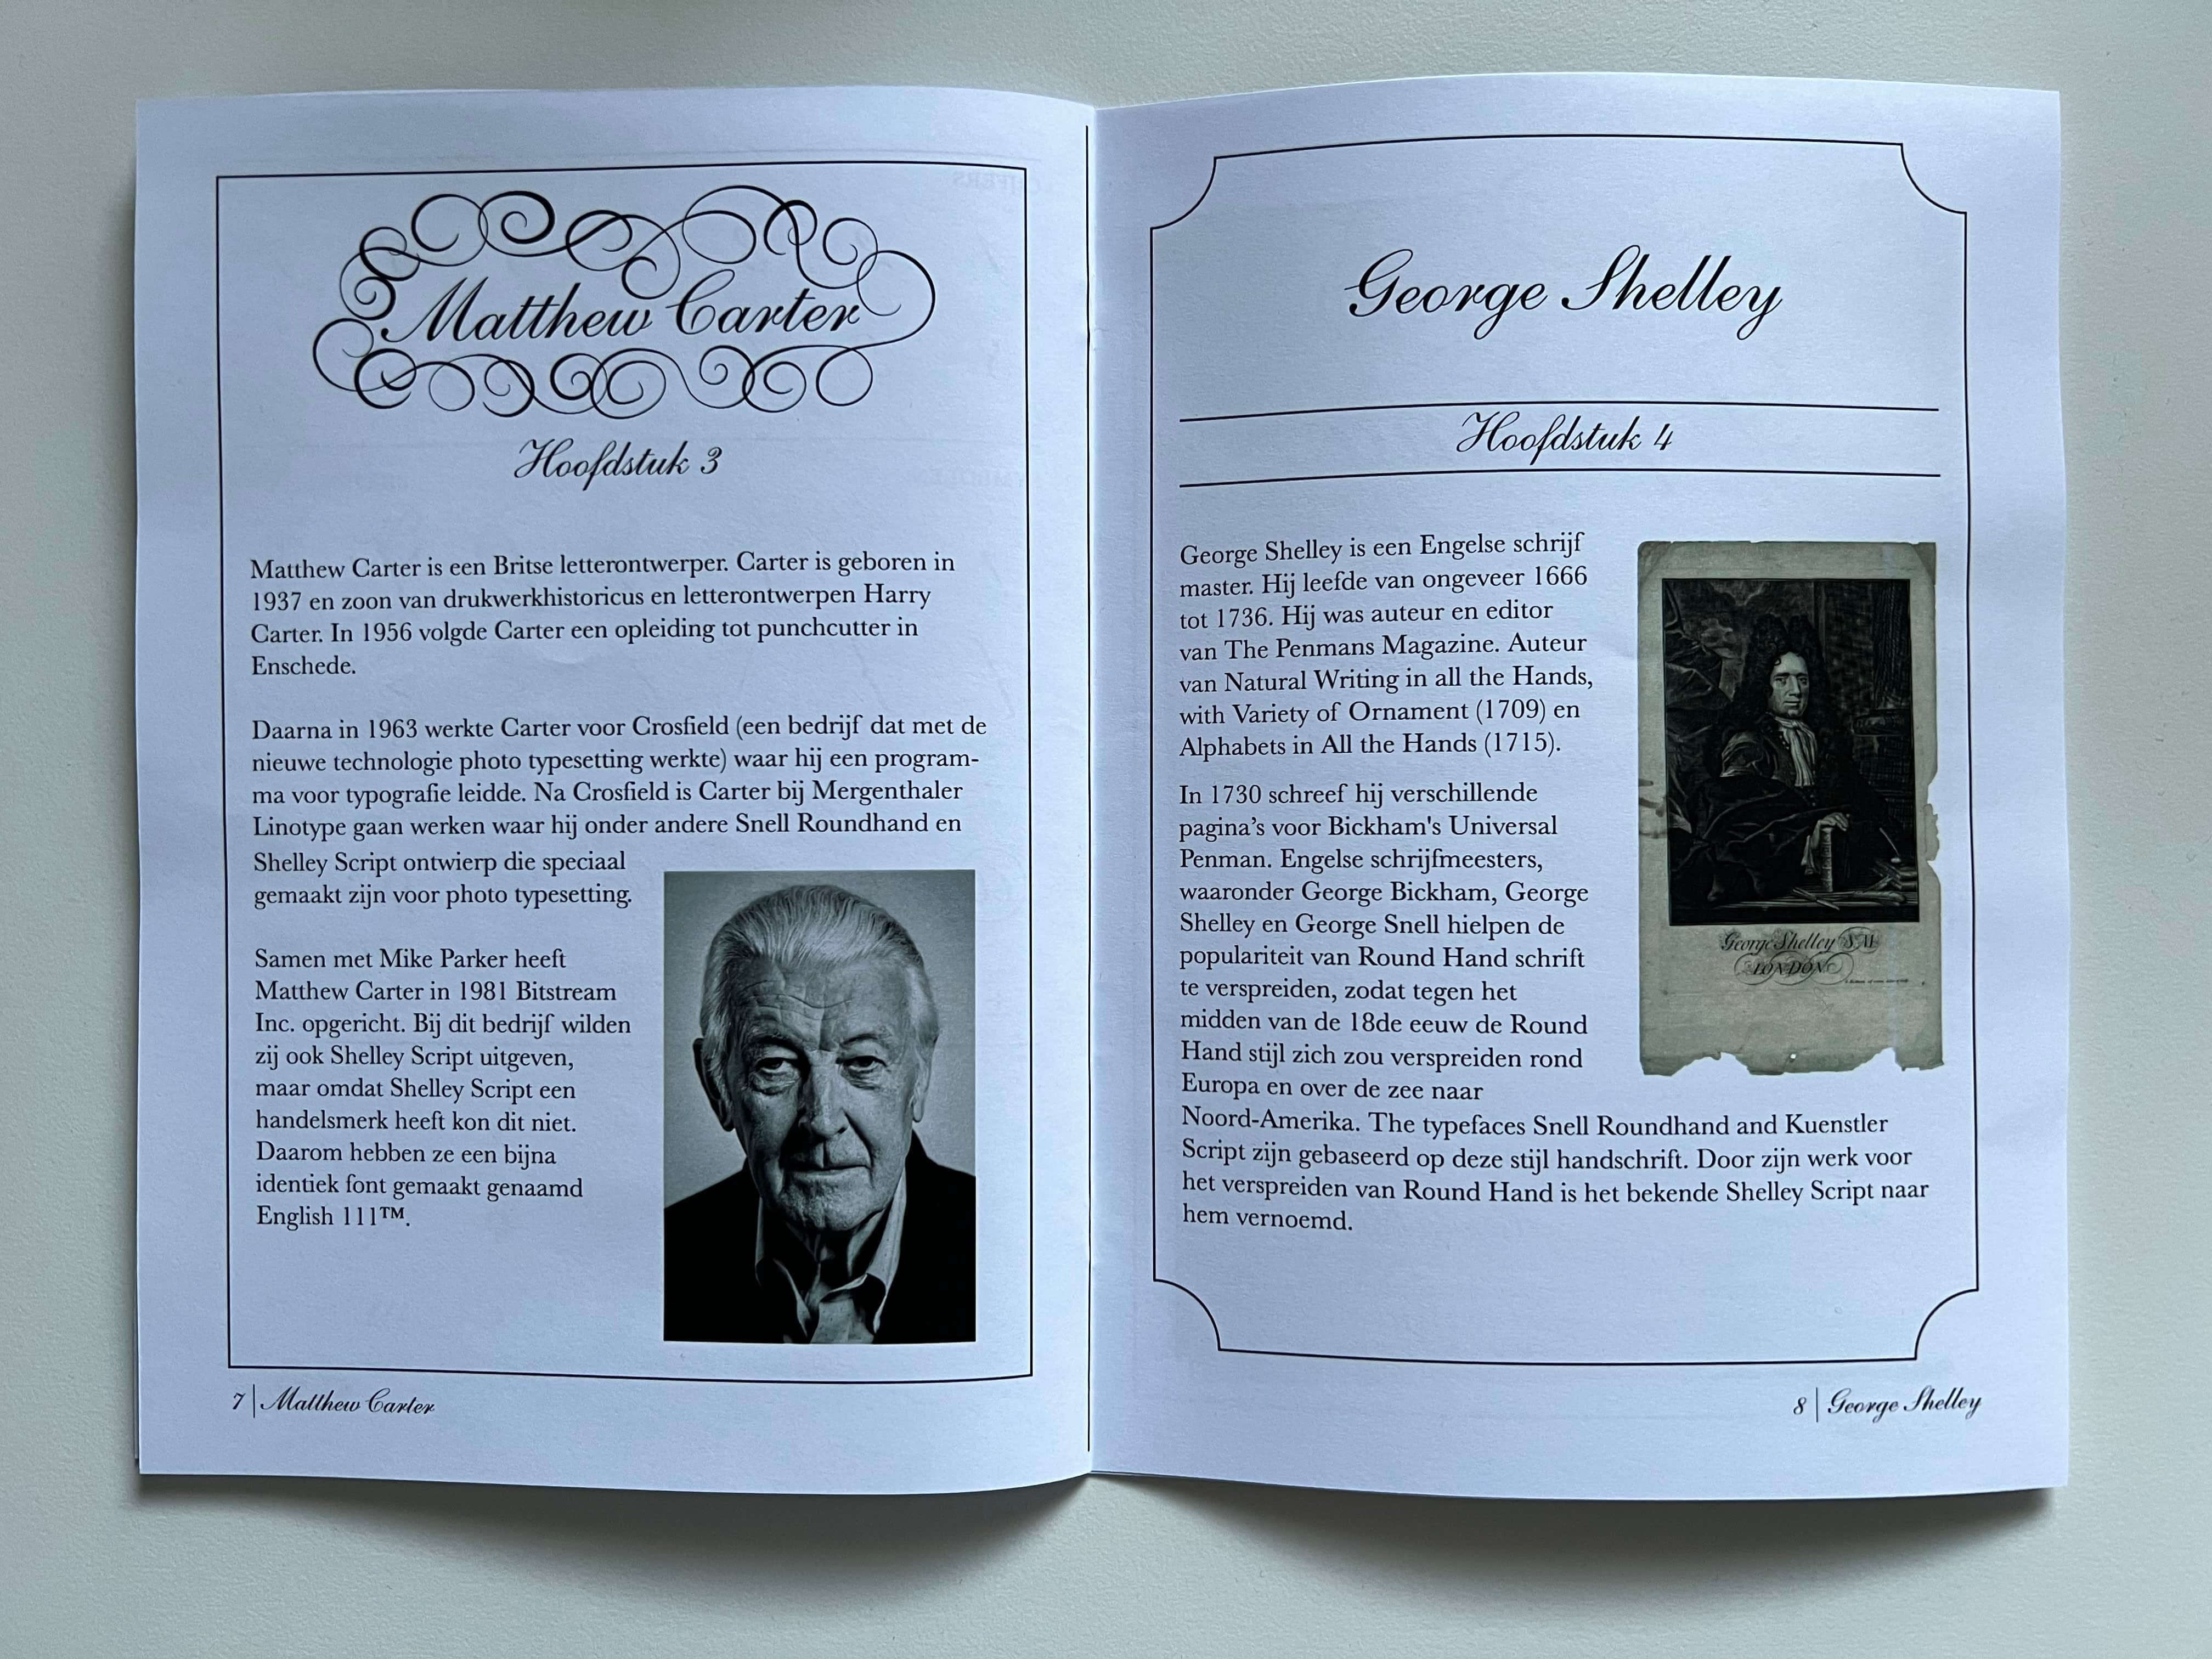 Matthew Carter
Hoofdstuk 3
Matthew Carter is een Britse letterontwerper. Carter is geboren in
1937 en zoon van drukwerkhistoricus en letterontwerpen Harry
Carter. In 1956 volgde Carter een opleiding tot punchcutter in
Enschede.
Daarna in 1963 werkte Carter voor Crosfield (een bedrijf dat met de
nieuwe technologie photo typesetting werkte) waar hij een program-
ma voor typografie leidde. Na Crosfield is Carter bij Mergenthaler
Linotype gaan werken waar hij onder andere Snell Roundhand en
Shelley Script ontwierp die speciaal
gemaakt zijn voor photo typesetting.
Samen met Mike Parker heeft
Matthew Carter in 1981 Bitstream
Inc. opgericht. Bij dit bedrijf wilden
zij ook Shelley Script uitgeven,
maar omdat Shelley Script een
handelsmerk heeft kon dit niet.
Daarom hebben ze een bijna
identiek font gemaakt genaamd
English 111™.
7 | Matthew Carter
George Shelley
Hoofdstuk 4
George Shelley is een Engelse schrijf
master. Hij leefde van ongeveer 1666
tot 1736. Hij was auteur en editor
van The Penmans Magazine. Auteur
van Natural Writing in all the Hands,
with Variety of Ornament (1709) en
Alphabets in All the Hands (1715).
In 1730 schreef hij verschillende
pagina’s voor Bickham's Universal
Penman. Engelse schrijfmeesters,
waaronder George Bickham, George
Shelley en George Snell hielpen de
populariteit van Round Hand schrift
te verspreiden, zodat tegen het
midden van de 18de eeuw de Round
Hand stijl zich zou verspreiden rond
Europa en over de zee naar
Noord-Amerika. The typefaces Snell Roundhand and Kuenstler
Script zijn gebaseerd op deze stijl handschrift. Door zijn werk voor
het verspreiden van Round Hand is het bekende Shelley Script naar
hem vernoemd.
George Shelley S.M
LONDON
8 | George Shelley